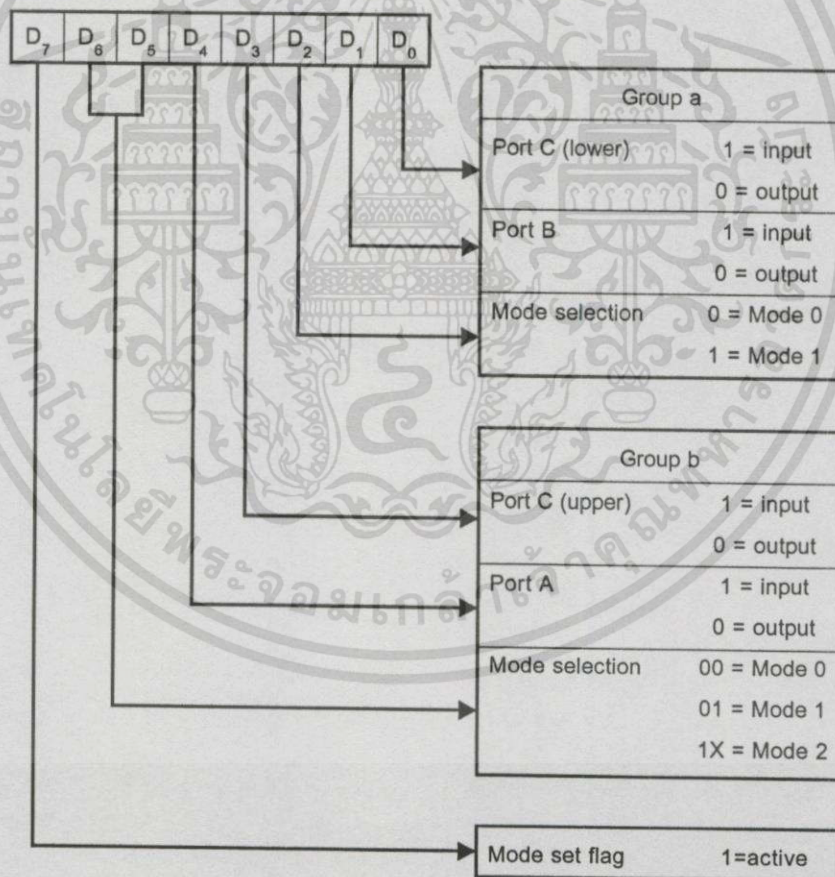 D7 D6 D5 D4 D3 D2 D1 D0
Group a
Port C (lower) 1 = input
0 = output
Port B 1 = input
0 = output
Mode selection 0 = Mode 0
1 = Mode 1
Group b
Port C (upper) 1 = input
0 = output
Port A 1 = input
0 = output
Mode selection 00 = Mode 0
01 = Mode 1
1X = Mode 2
Mode set flag 1=active